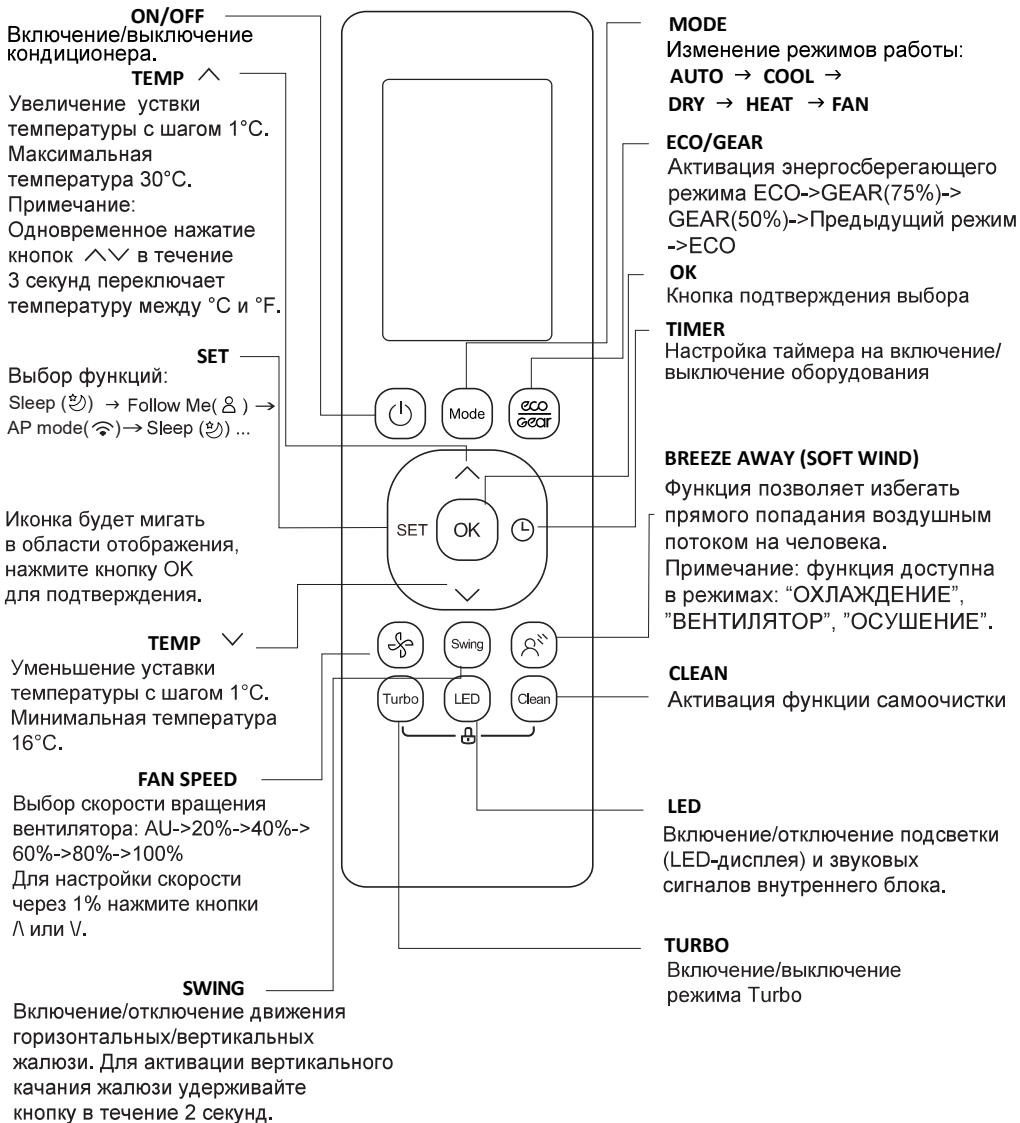 ON/OFF
Включение/выключение
кондиционера.
TEMP ︿
Увеличение уствки
температуры с шагом 1°C.
Максимальная
температура 30°C.
Примечание:
Одновременное нажатие
кнопок ︿﹀ в течение
3 секунд переключает
температуру между °C и °F.
SET
Выбор функций:
Sleep () → Follow Me( ) →
AP mode( )→ Sleep () ...
Иконка будет мигать
в области отображения,
нажмите кнопку OK
для подтверждения.
TEMP ﹀
Уменьшение уставки
температуры с шагом 1°C.
Минимальная температура
16°C.
FAN SPEED
Выбор скорости вращения
вентилятора: AU->20%->40%->
60%->80%->100%
Для настройки скорости
через 1% нажмите кнопки
/\ или \/.
SWING
Включение/отключение движения
горизонтальных/вертикальных
жалюзи. Для активации вертикального
качания жалюзи удерживайте
кнопку в течение 2 секунд.
Mode
eco
Gear
SET
OK
Swing
Turbo
LED
Clean
MODE
Изменение режимов работы:
AUTO → COOL →
DRY → HEAT → FAN
ECO/GEAR
Активация энергосберегающего
режима ECO->GEAR(75%)->
GEAR(50%)->Предыдущий режим
->ECO
OK
Кнопка подтверждения выбора
TIMER
Настройка таймера на включение/
выключение оборудования
BREEZE AWAY (SOFT WIND)
Функция позволяет избегать
прямого попадания воздушным
потоком на человека.
Примечание: функция доступна
в режимах: “ОХЛАЖДЕНИЕ”,
”ВЕНТИЛЯТОР”, "ОСУШЕНИЕ”.
CLEAN
Активация функции самоочистки
LED
Включение/отключение подсветки
(LED-дисплея) и звуковых
сигналов внутреннего блока.
TURBO
Включение/выключение
режима Turbo